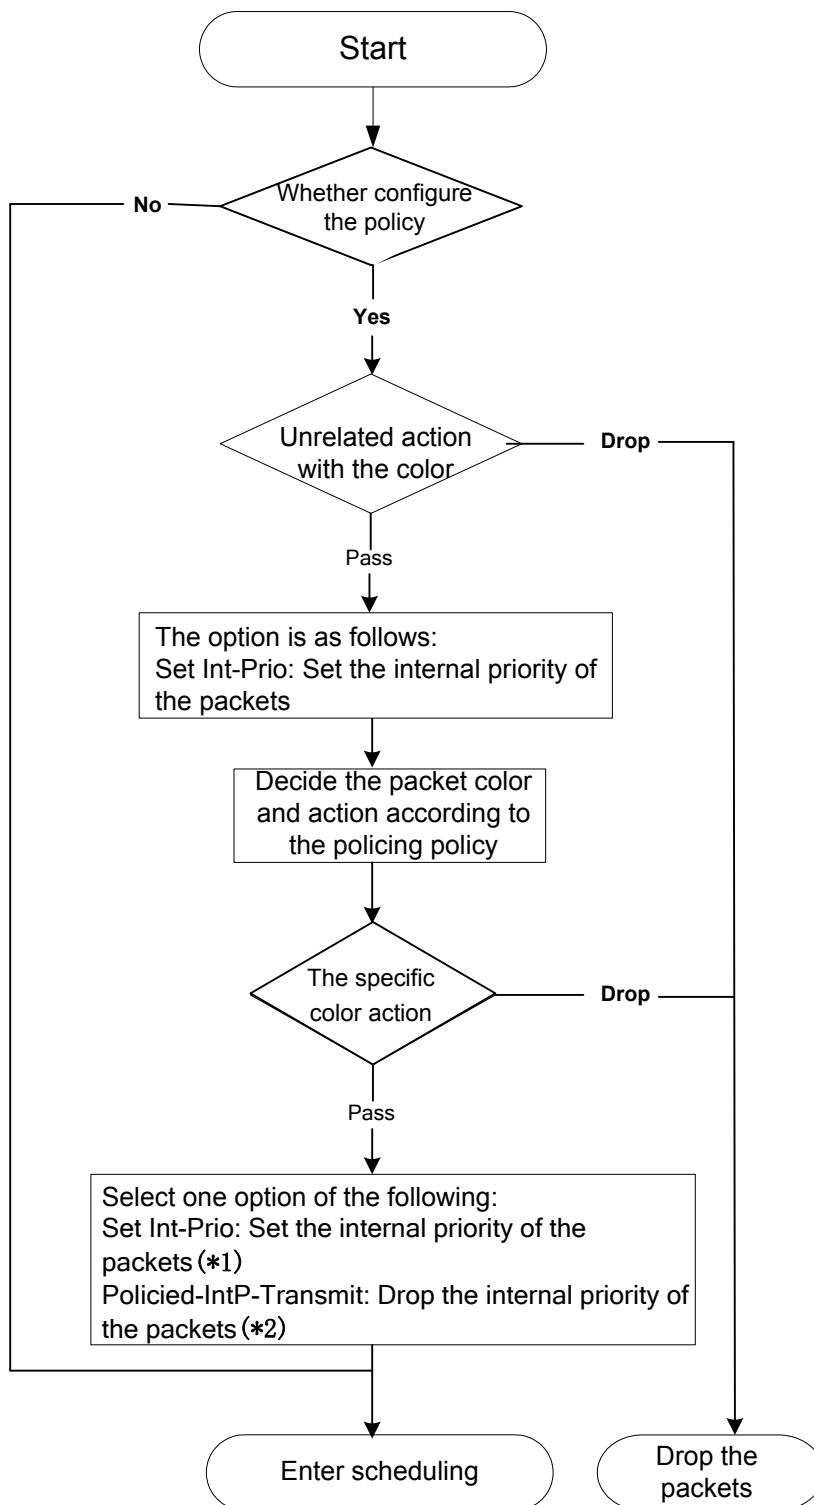 Start
Whether configure
the policy
No
Yes
Unrelated action
with the color
Drop
Pass
The option is as follows:
Set Int-Prio: Set the internal priority of
the packets
Decide the packet color
and action according to
the policing policy
The specific
color action
Drop
Pass
Select one option of the following:
Set Int-Prio: Set the internal priority of the
packets(*1)
Policied-IntP-Transmit: Drop the internal priority of
the packets(*2)
Enter scheduling
Drop the
packets